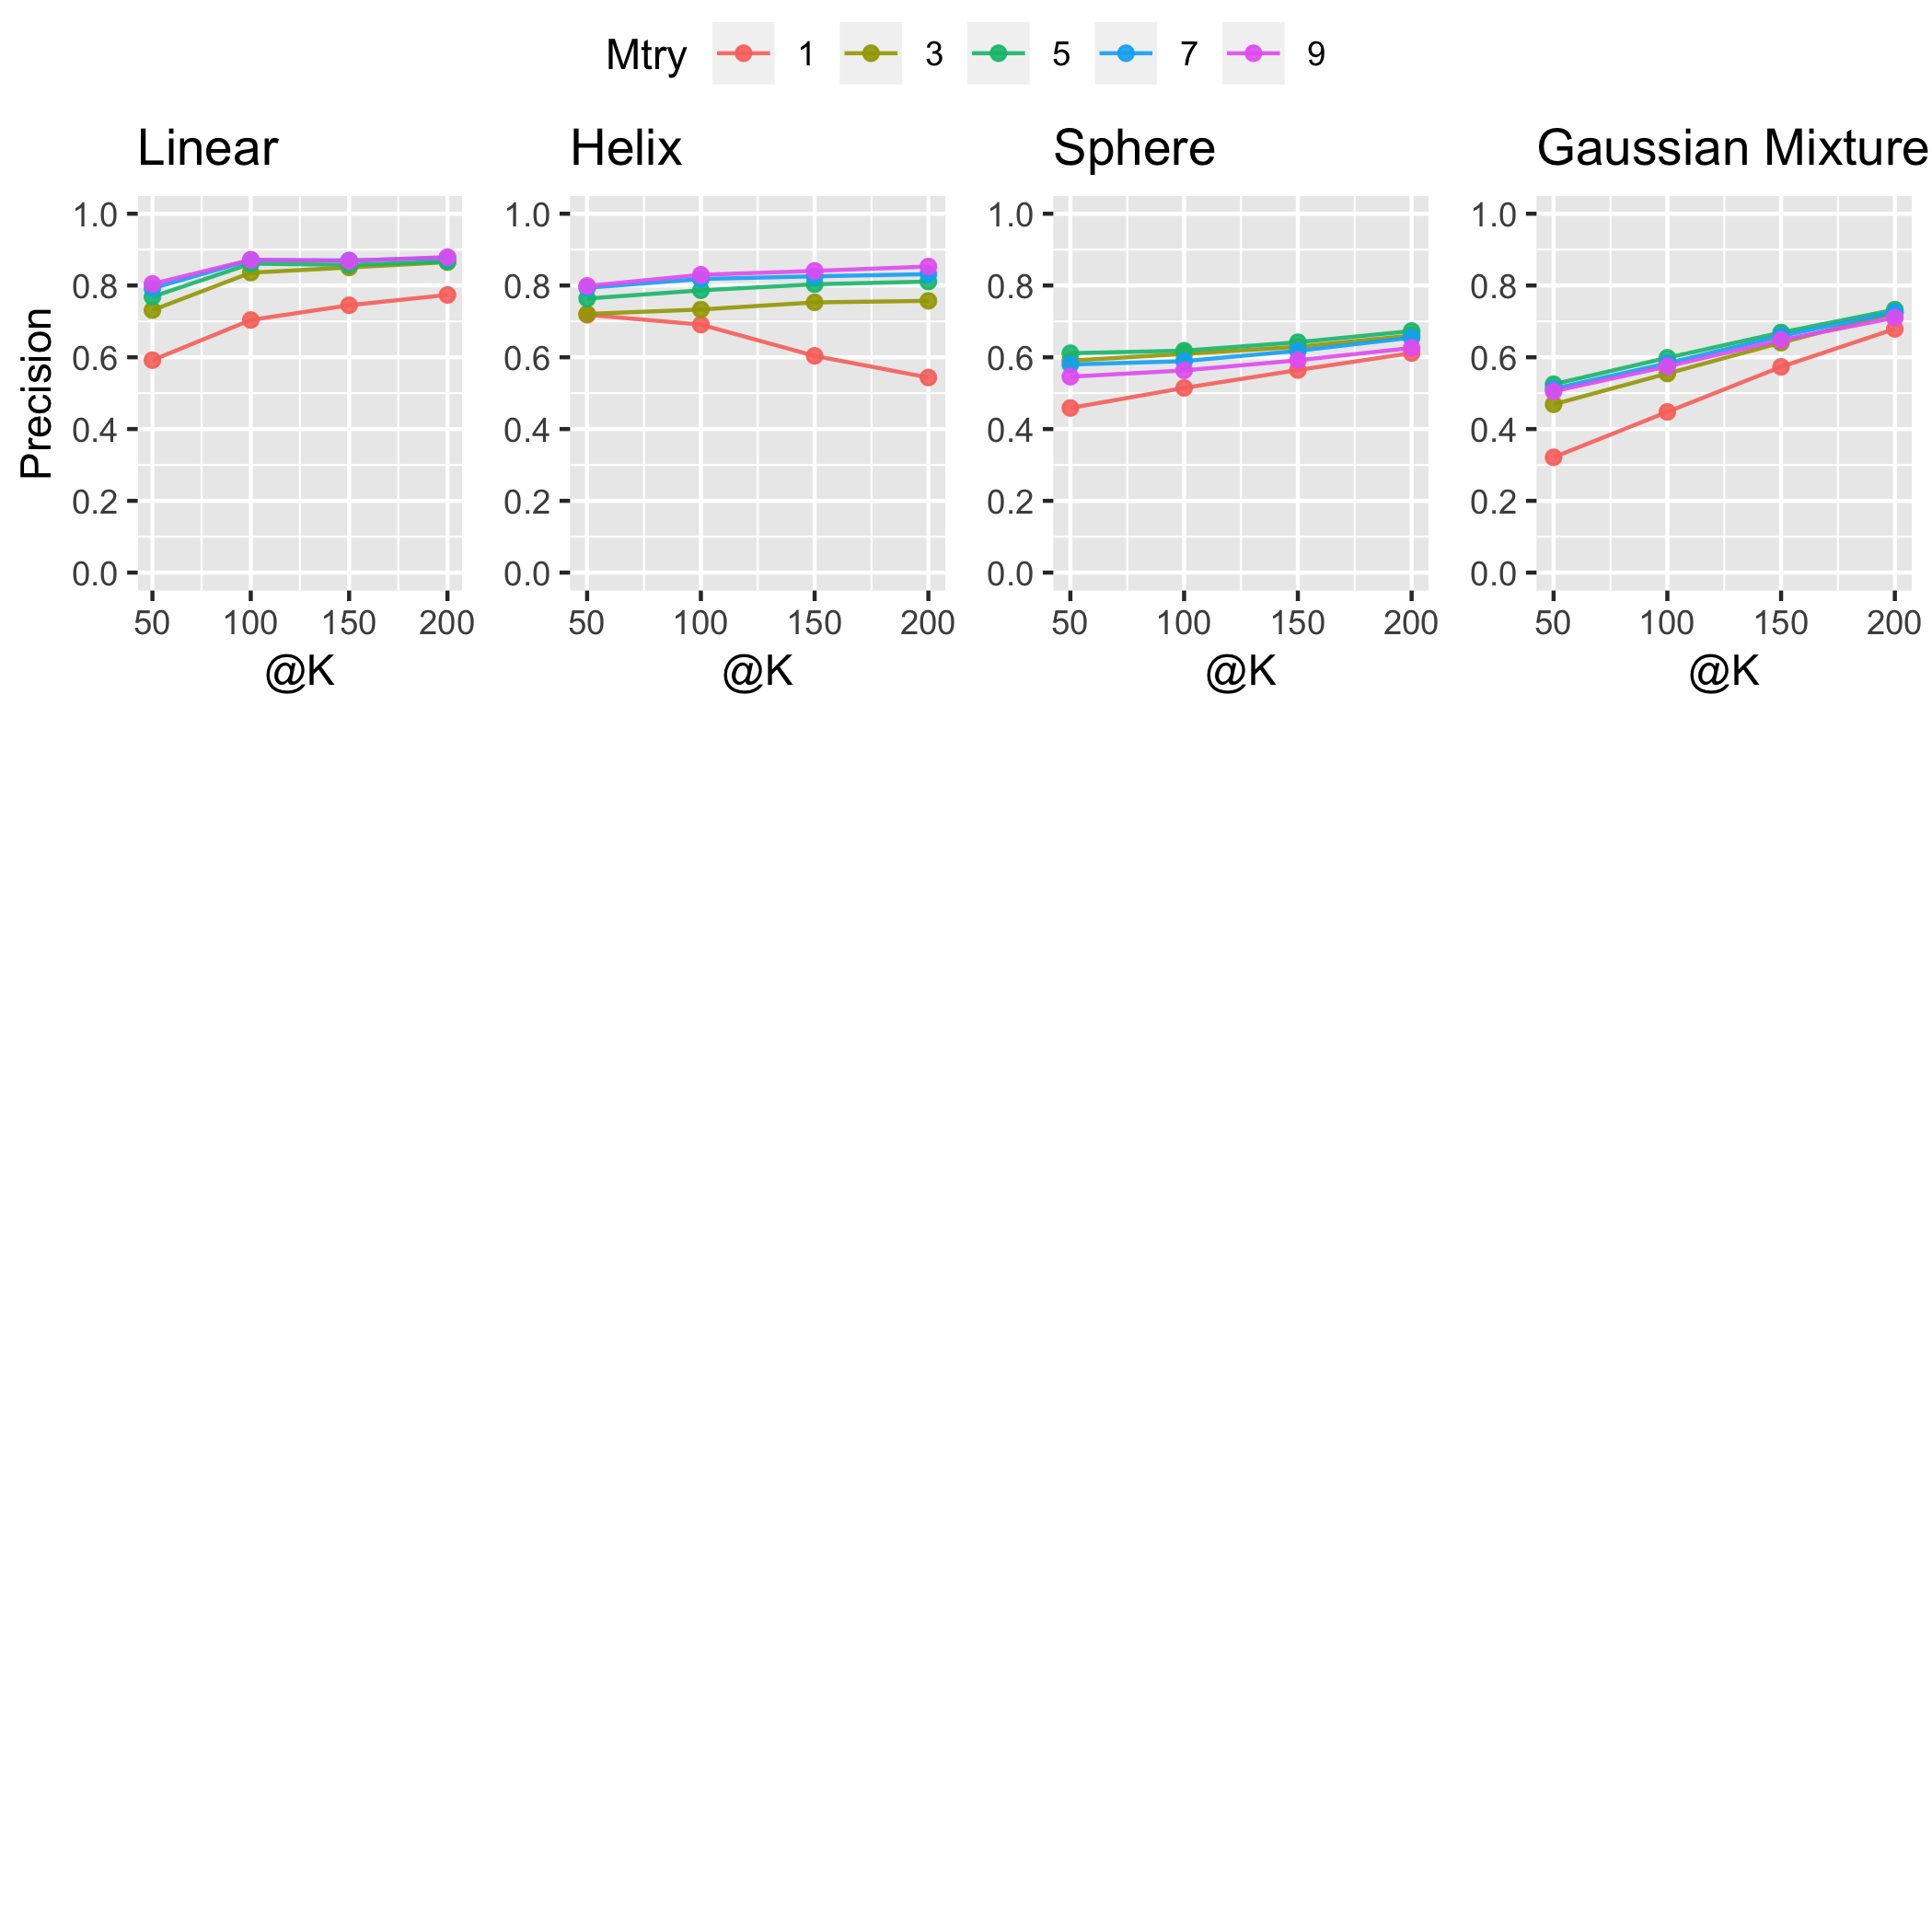 Mtry 1 3 5 7 9
Linear Helix Sphere Gaussian Mixture
Precision
1.0 1.0 1.0 1.0
0.8 0.8 0.8 0.8
0.6 0.6 0.6 0.6
0.4 0.4 0.4 0.4
0.2 0.2 0.2 0.2
0.0 0.0 0.0 0.0
50 100 150 200 50 100 150 200 50 100 150 200 50 100 150 200
@K @K @K @K